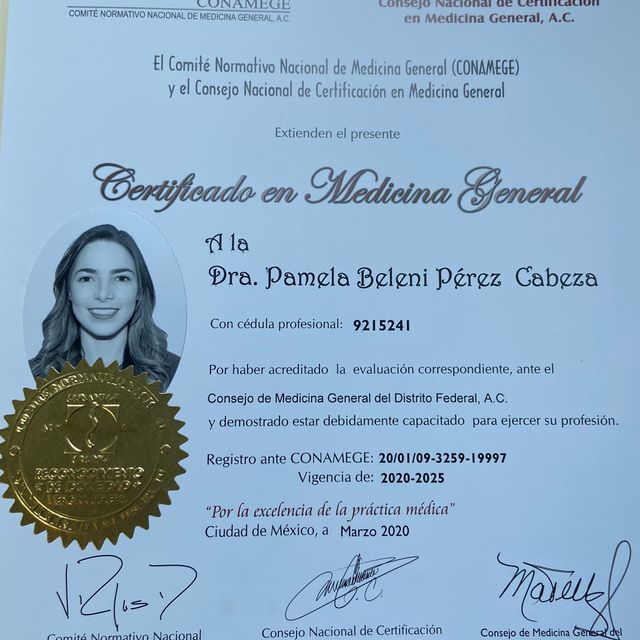 CONAMEGE
COMITÉ NORMATIVO NACIONAL DE MEDICINA GENERAL, A.C.
Consejo Nacional de Certificación
en Medicina General, A.C.
El Comité Normativo Nacional de Medicina General (CONAMEGE)
y el Consejo Nacional de Certificación en Medicina General
Extienden el presente
Certificado en Medicina General
A la
Dra. Pamela Beleni Pérez Cabeza
Con cédula profesional: 9215241
Por haber acreditado la evaluación correspondiente, ante el
Consejo de Medicina General del Distrito Federal, A.C.
y demostrado estar debidamente capacitado para ejercer su profesión.
Registro ante CONAMEGE: 20/01/09-3259-19997
Vigencia de: 2020-2025
“Por la excelencia de la práctica médica”
Ciudad de México, a Marzo 2020
Comité Normativo Nacional
Consejo Nacional de Certificación
Consejo de Medicina General del